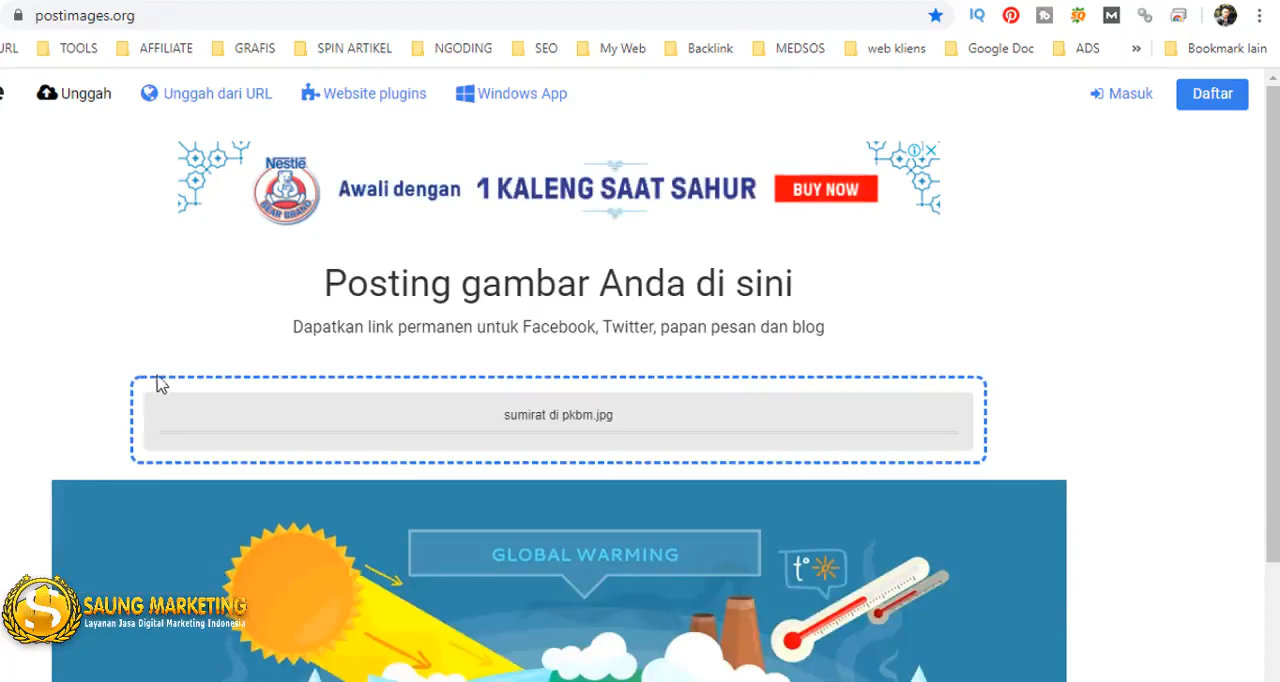 postimages.org
URL TOOLS AFFILIATE GRAFIS SPIN ARTIKEL NGODING SEO My Web Backlink MEDSOS web kliens Google Doc ADS » Bookmark lain
Unggah Unggah dari URL Website plugins Windows App Masuk Daftar
Nestlé
BEAR BRAND
Awali dengan 1 KALENG SAAT SAHUR BUY NOW
Posting gambar Anda di sini
Dapatkan link permanen untuk Facebook, Twitter, papan pesan dan blog
sumirat di pkbm.jpg
GLOBAL WARMING
t°
SAUNG MARKETING
Layanan Jasa Digital Marketing Indonesia